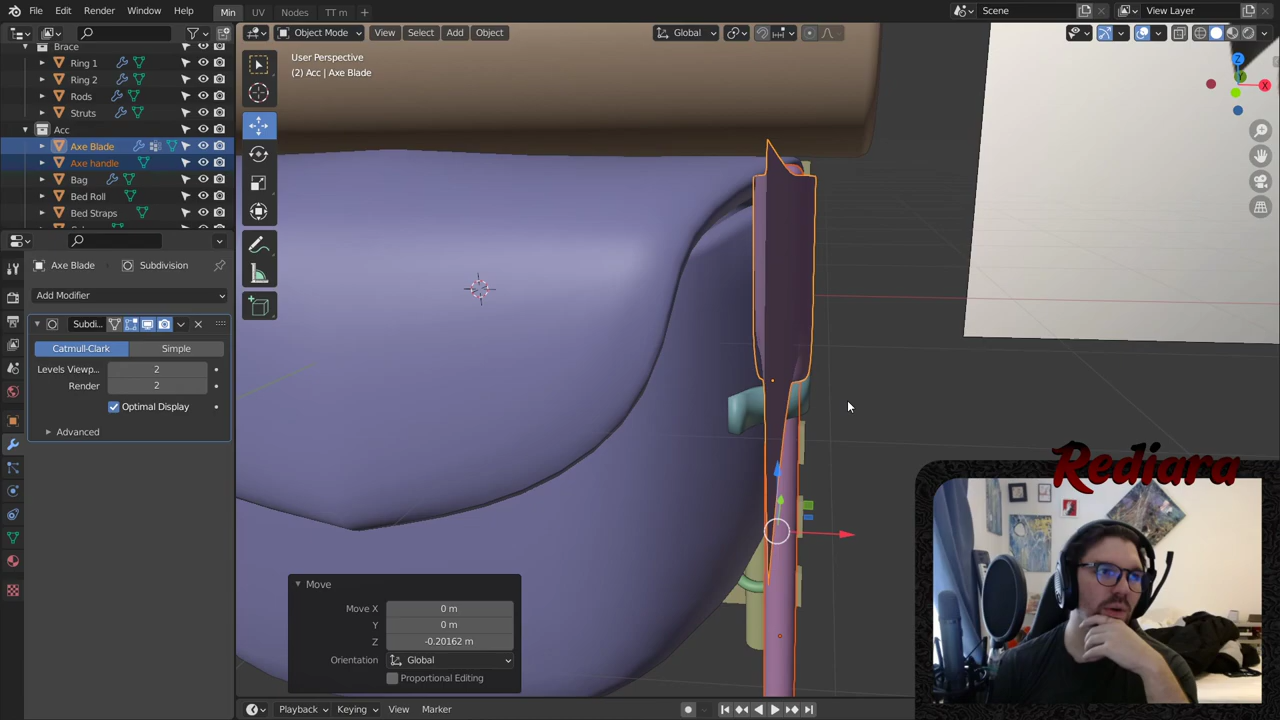 File Edit Render Window Help Min UV Nodes TT m + Scene View Layer
Object Mode View Select Add Object Global
User Perspective
(2) Acc | Axe Blade
Z
Y
X
Brace
Ring 1
Ring 2
Rods
Struts
Acc
Axe Blade
Axe handle
Bag
Bed Roll
Bed Straps
Axe Blade Subdivision
Add Modifier
Subdi...
Catmull-Clark Simple
Levels Viewp... 2
Render 2
Optimal Display
Advanced
Move
Move X 0 m
Y 0 m
Z -0.20162 m
Orientation Global
Proportional Editing
Playback Keying View Marker
Rediara